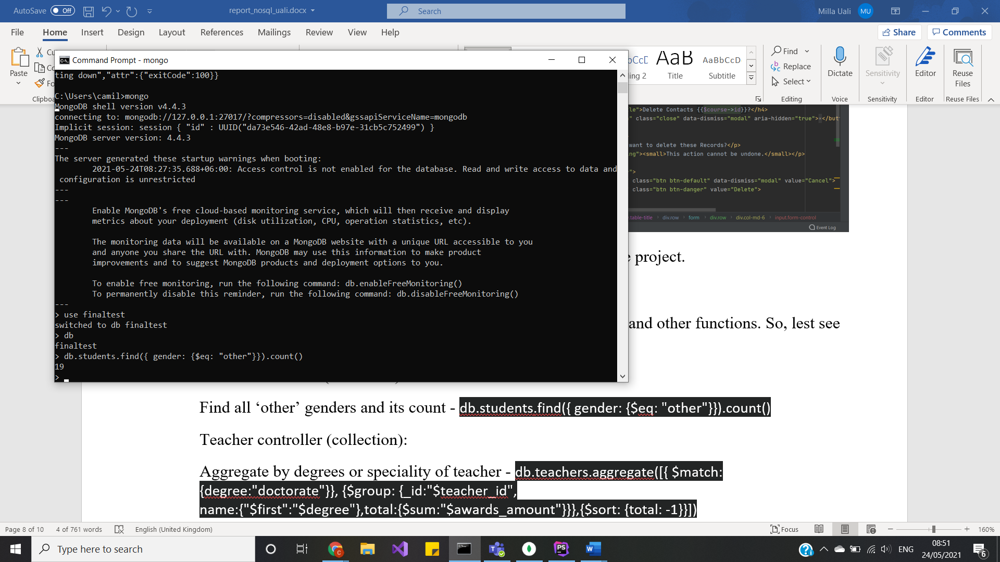 AutoSave Off report_nosql_uali.docx Search Milla Uali MU
File Home Insert Design Layout References Mailings Review View Help Share Comments
Paste Cu Co Fo Clipboa
Command Prompt - mongo
AaB AaBbCcD
ing 2 Title Subtitle
Find Replace Select Editing
Dictate Voice
Sensitivity Sensitivity
Editor Editor
Reuse Files Reuse Files
ting down","attr":{"exitCode":100}}
C:\Users\camil>mongo
MongoDB shell version v4.4.3
connecting to: mongodb://127.0.0.1:27017/?compressors=disabled&gssapiServiceName=mongodb
Implicit session: session { "id" : UUID("da73e546-42ad-48e8-b97e-31cb5c752499") }
MongoDB server version: 4.4.3
---
The server generated these startup warnings when booting:
2021-05-24T08:27:35.688+06:00: Access control is not enabled for the database. Read and write access to data and
configuration is unrestricted
---
---
Enable MongoDB's free cloud-based monitoring service, which will then receive and display
metrics about your deployment (disk utilization, CPU, operation statistics, etc).
The monitoring data will be available on a MongoDB website with a unique URL accessible to you
and anyone you share the URL with. MongoDB may use this information to make product
improvements and to suggest MongoDB products and deployment options to you.
To enable free monitoring, run the following command: db.enableFreeMonitoring()
To permanently disable this reminder, run the following command: db.disableFreeMonitoring()
---
> use finaltest
switched to db finaltest
> db
finaltest
> db.students.find({ gender: {$eq: "other"}}).count()
19
>
le">Delete Contacts {{$course->id}}?</h4>
" class="close" data-dismiss="modal" aria-hidden="true">×</but
want to delete these Records?</p>
ng"><small>This action cannot be undone.</small></p>
">
class="btn btn-default" data-dismiss="modal" value="Cancel">
class="btn btn-danger" value="Delete">
.table-title › div.row › form › div.row › div.col-md-6 › input.form-control
Event Log
e project.
and other functions. So, lest see
Find all ‘other’ genders and its count - db.students.find({ gender: {$eq: "other"}}).count()
Teacher controller (collection):
Aggregate by degrees or speciality of teacher - db.teachers.aggregate([{ $match:
{degree:"doctorate"}}, {$group: {_id:"$teacher_id",
name:{"$first":"$degree"},total:{$sum:"$awards_amount"}}},{$sort: {total: -1}}])
Page 8 of 10 4 of 761 words English (United Kingdom) Focus 160%
Type here to search ENG 08:51
24/05/2021 6